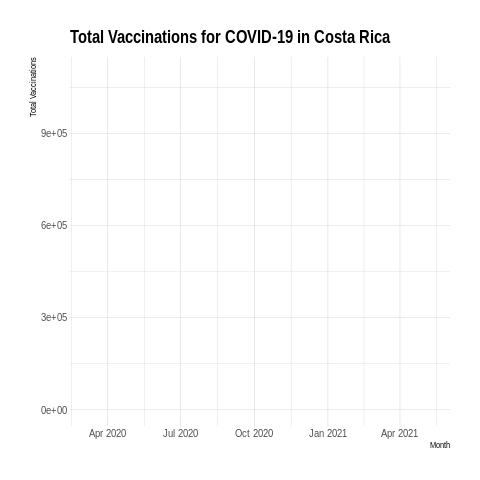 Total Vaccinations for COVID-19 in Costa Rica
Total Vaccinations
9e+05
6e+05
3e+05
0e+00
Apr 2020 Jul 2020 Oct 2020 Jan 2021 Apr 2021
Month